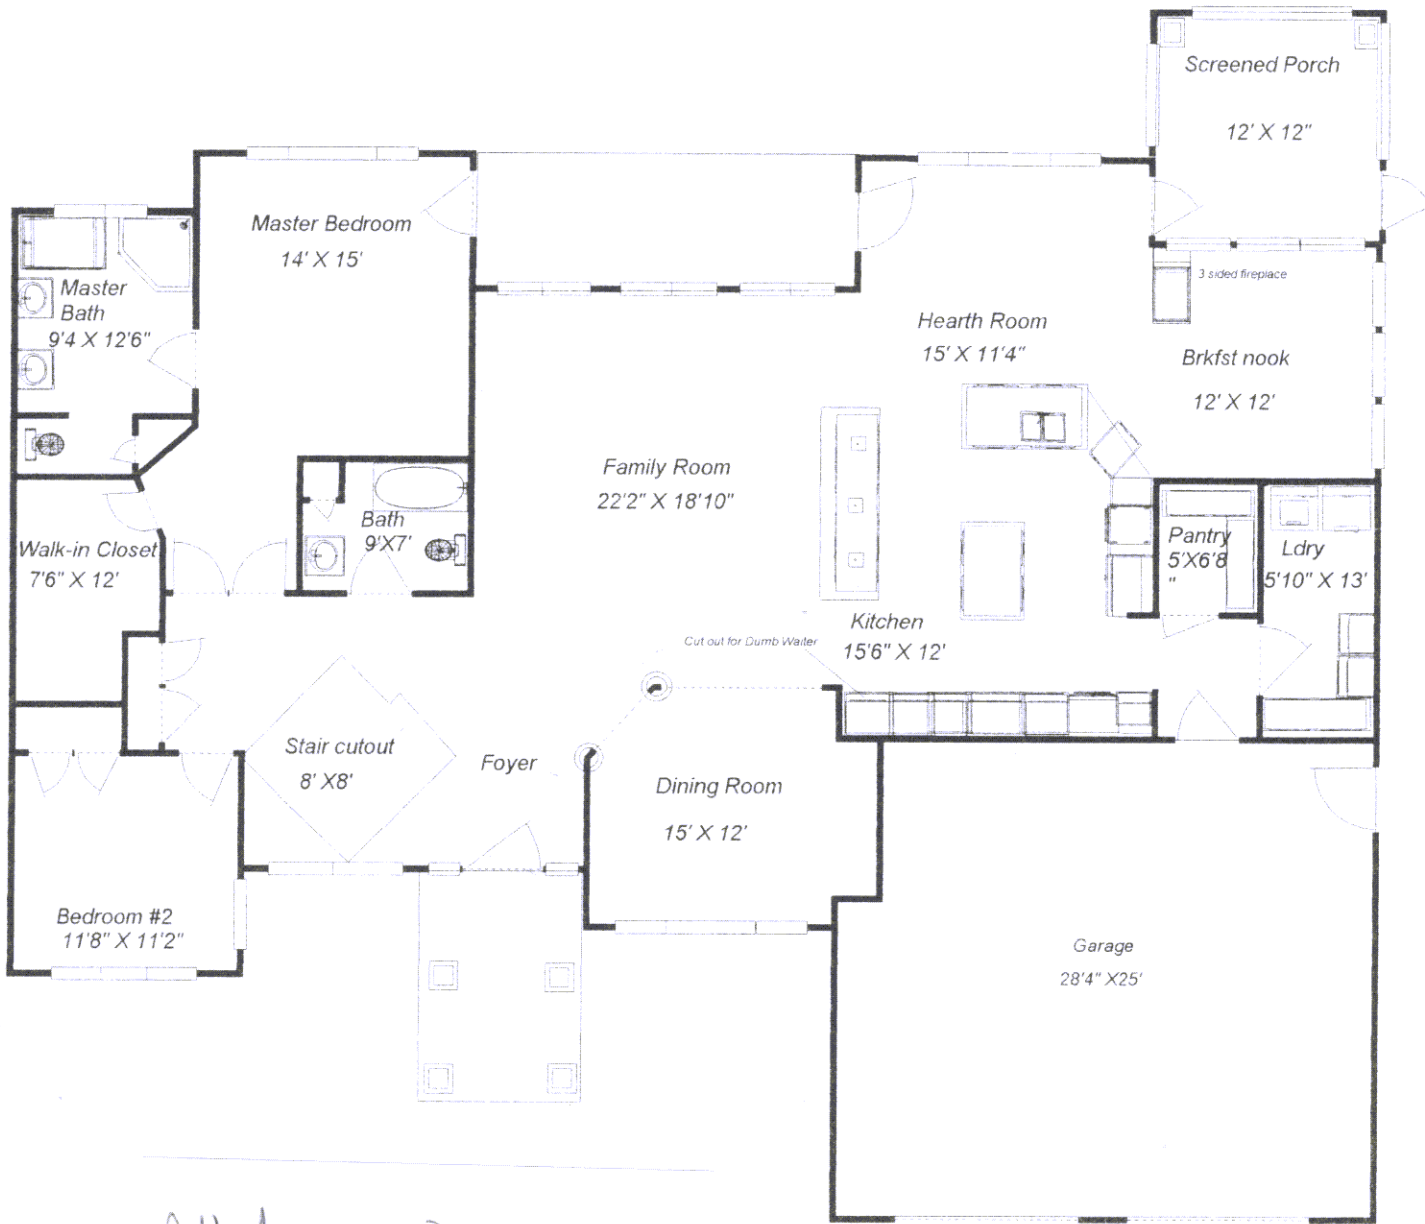 Screened Porch
12' X 12"
Master Bedroom
14' X 15'
3 sided fireplace
Master
Bath
9'4 X 12'6"
Hearth Room
15' X 11'4"
Brkfst nook
12' X 12'
Family Room
22'2" X 18'10"
Bath
9'X7'
Walk-in Closet
7'6" X 12'
Pantry
5'X6'8
"
Ldry
5'10" X 13'
Kitchen
15'6" X 12'
Cut out for Dumb Waiter
Stair cutout
8' X8'
Foyer
Dining Room
15' X 12'
Bedroom #2
11'8" X 11'2"
Garage
28'4" X25'